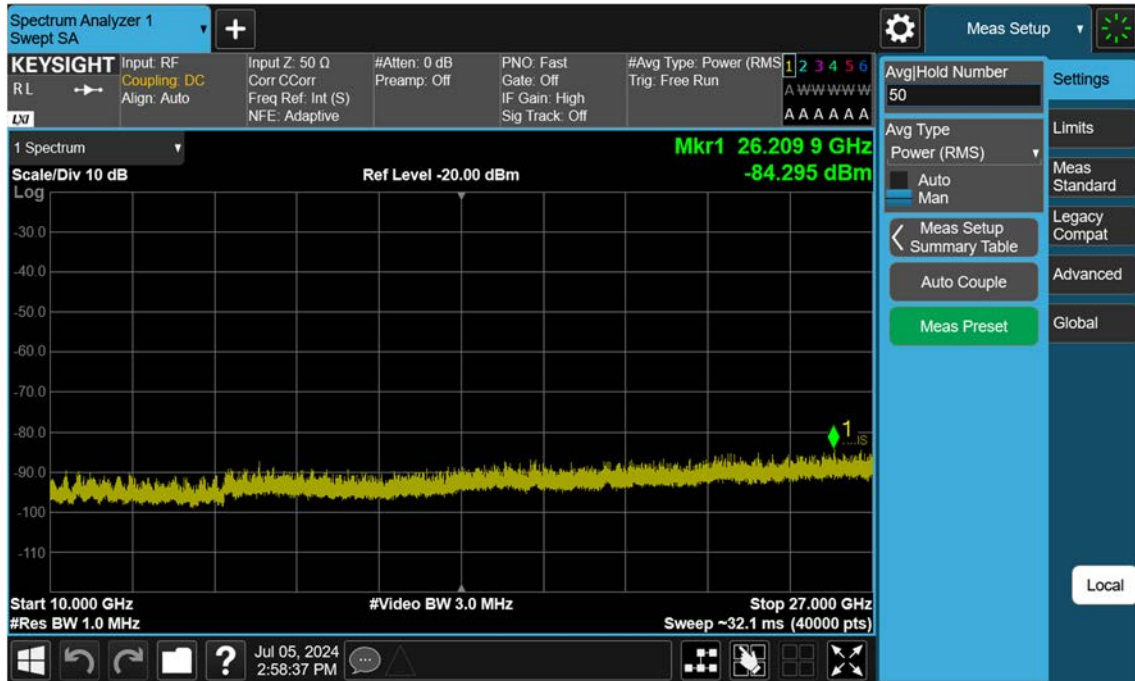 Spectrum Analyzer 1
Swept SA
Meas Setup
KEYSIGHT
R L
LXI
Input: RF
Coupling: DC
Align: Auto
Input Z: 50 Ω
Corr CCorr
Freq Ref: Int (S)
NFE: Adaptive
#Atten: 0 dB
Preamp: Off
PNO: Fast
Gate: Off
IF Gain: High
Sig Track: Off
#Avg Type: Power (RMS
Trig: Free Run
1 2 3 4 5 6
A W W W W W
A A A A A A
1 Spectrum
Mkr1 26.209 9 GHz
-84.295 dBm
Scale/Div 10 dB
Ref Level -20.00 dBm
Log
-30.0
-40.0
-50.0
-60.0
-70.0
-80.0
-90.0
-100
-110
1
Start 10.000 GHz
#Video BW 3.0 MHz
Stop 27.000 GHz
#Res BW 1.0 MHz
Sweep ~32.1 ms (40000 pts)
Avg|Hold Number
50
Avg Type
Power (RMS)
Auto
Man
Meas Setup
Summary Table
Auto Couple
Meas Preset
Settings
Limits
Meas
Standard
Legacy
Compat
Advanced
Global
Local
?
Jul 05, 2024
2:58:37 PM